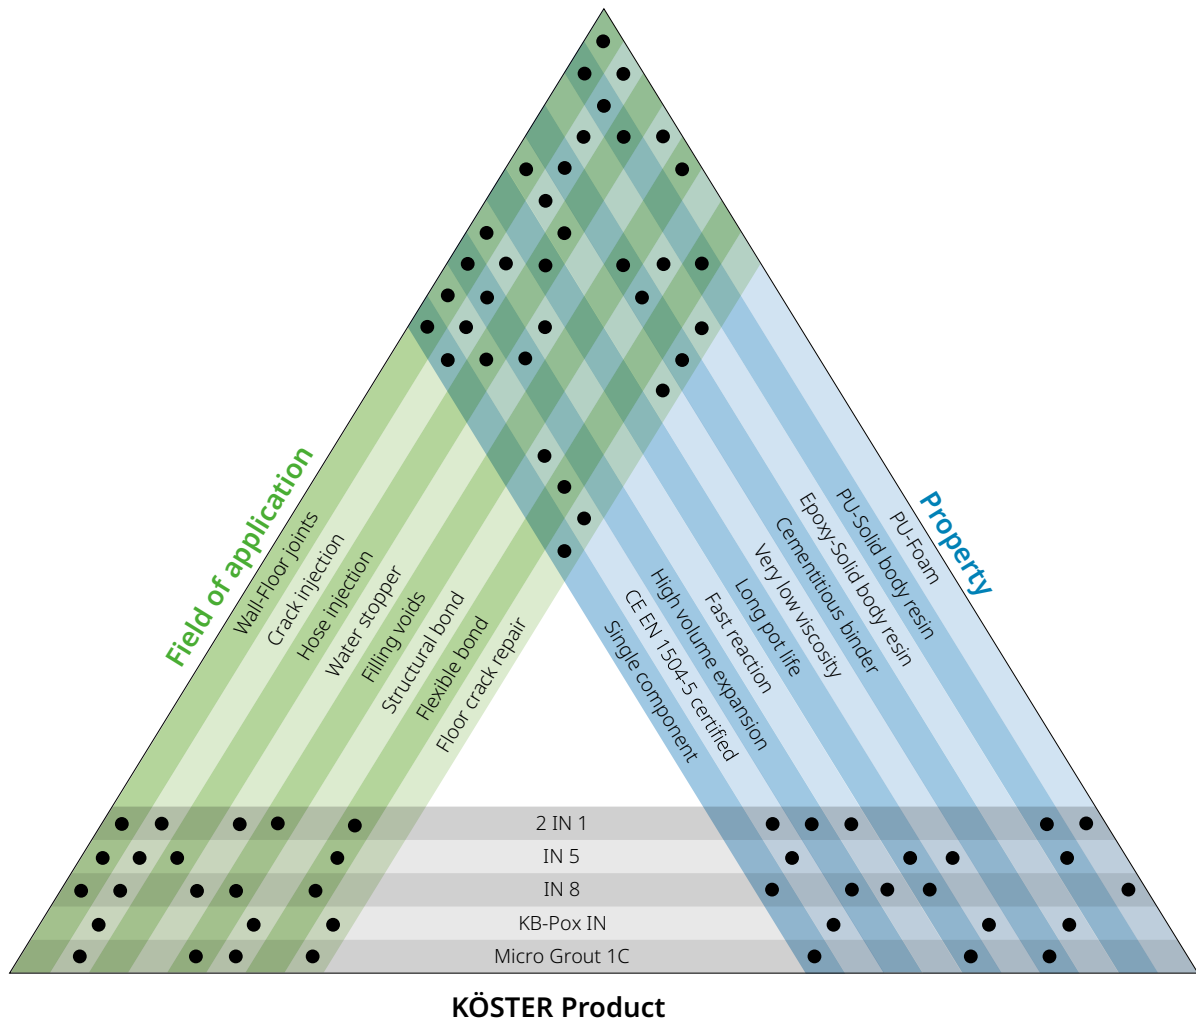 Field of application
Wall-Floor joints
Crack injection
Hose injection
Water stopper
Filling voids
Structural bond
Flexible bond
Floor crack repair
Property
PU-Foam
PU-Solid body resin
Epoxy-Solid body resin
Cementitious binder
Very low viscosity
Long pot life
Fast reaction
High volume expansion
CE EN 1504-5 certified
Single component
2 IN 1
IN 5
IN 8
KB-Pox IN
Micro Grout 1C
KÖSTER Product